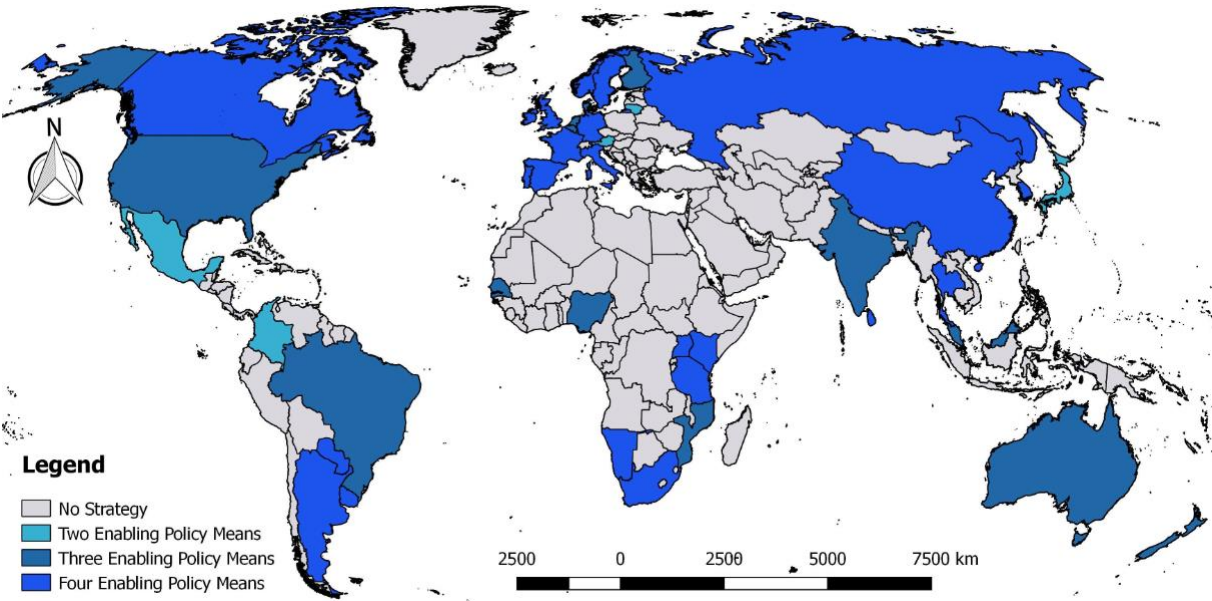 N
Legend
No Strategy
Two Enabling Policy Means
Three Enabling Policy Means
Four Enabling Policy Means
2500 0 2500 5000 7500 km